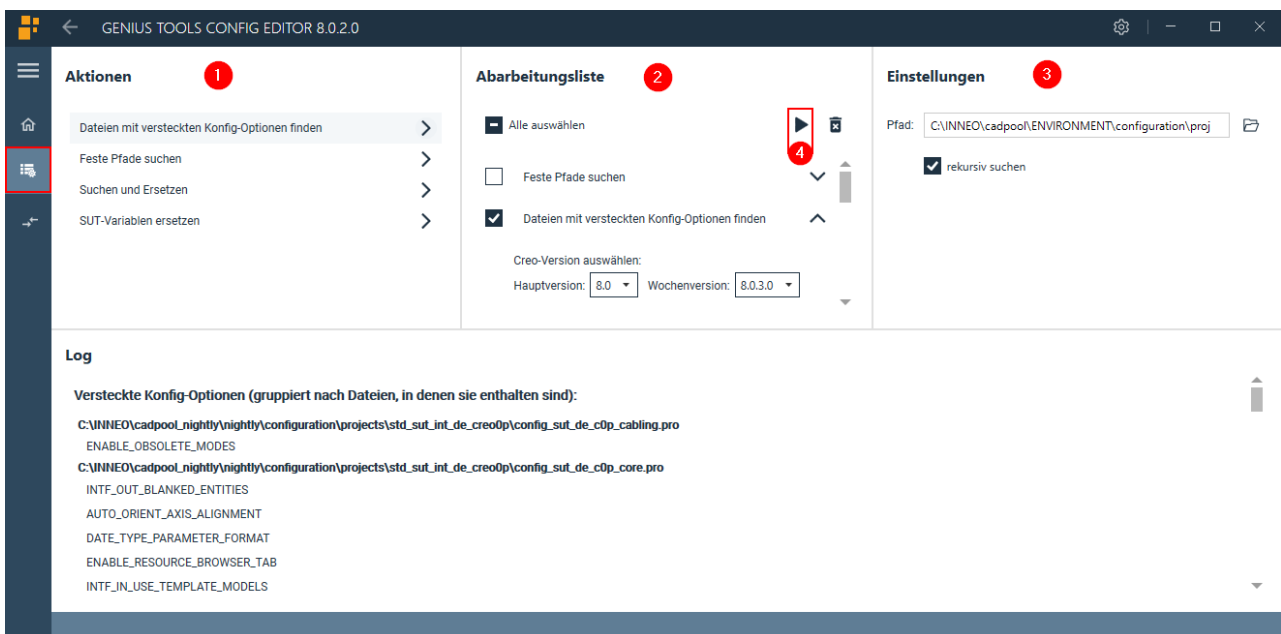 GENIUS TOOLS CONFIG EDITOR 8.0.2.0
Aktionen
1
Dateien mit versteckten Konfig-Optionen finden
Feste Pfade suchen
Suchen und Ersetzen
SUT-Variablen ersetzen
Abarbeitungsliste
2
Alle auswählen
4
Feste Pfade suchen
Dateien mit versteckten Konfig-Optionen finden
Creo-Version auswählen:
Hauptversion: 8.0 Wochenversion: 8.0.3.0
Einstellungen
3
Pfad: C:\INNEO\cadpool\ENVIRONMENT\configuration\proj
rekursiv suchen
Log
Versteckte Konfig-Optionen (gruppiert nach Dateien, in denen sie enthalten sind):
C:\INNEO\cadpool_nightly\nightly\configuration\projects\std_sut_int_de_creo0p\config_sut_de_c0p_cabling.pro
ENABLE_OBSOLETE_MODES
C:\INNEO\cadpool_nightly\nightly\configuration\projects\std_sut_int_de_creo0p\config_sut_de_c0p_core.pro
INTF_OUT_BLANKED_ENTITIES
AUTO_ORIENT_AXIS_ALIGNMENT
DATE_TYPE_PARAMETER_FORMAT
ENABLE_RESOURCE_BROWSER_TAB
INTF_IN_USE_TEMPLATE_MODELS